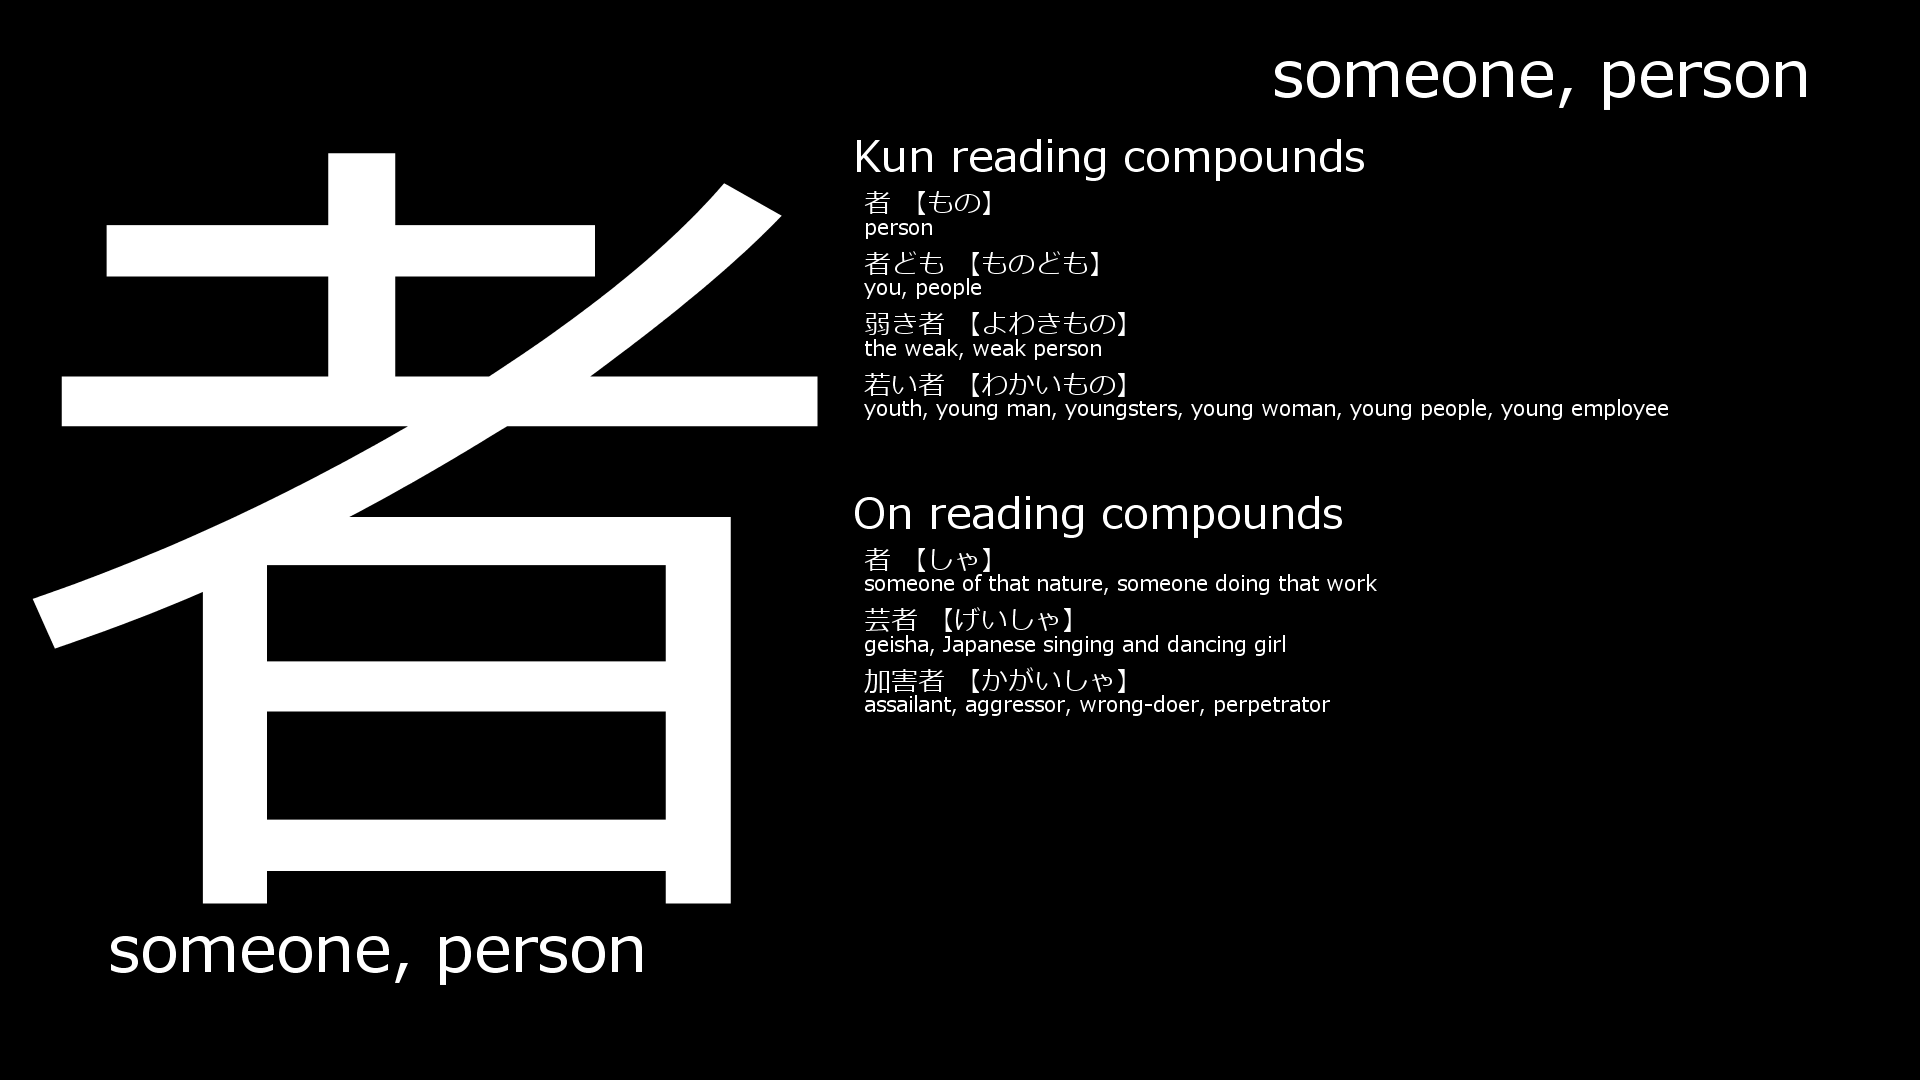 someone, person
者
someone, person
Kun reading compounds
者 【もの】
person
者ども 【ものども】
you, people
弱き者 【よわきもの】
the weak, weak person
若い者 【わかいもの】
youth, young man, youngsters, young woman, young people, young employee
On reading compounds
者 【しゃ】
someone of that nature, someone doing that work
芸者 【げいしゃ】
geisha, Japanese singing and dancing girl
加害者 【かがいしゃ】
assailant, aggressor, wrong-doer, perpetrator